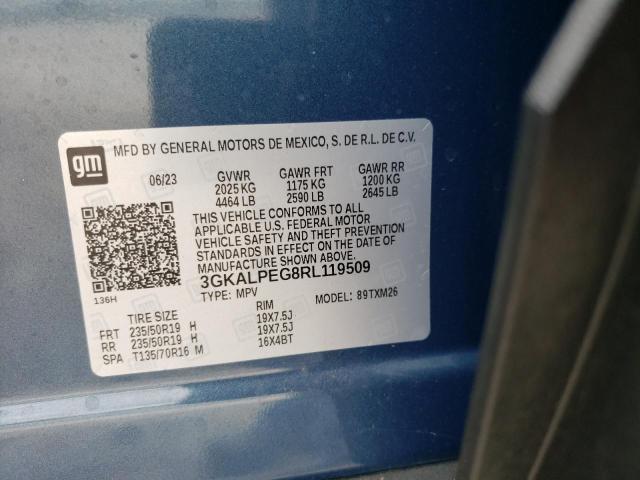 gm
MFD BY GENERAL MOTORS DE MEXICO, S. DE R.L. DE C.V.
06/23 GVWR GAWR FRT GAWR RR
2025 KG 1175 KG 1200 KG
4464 LB 2590 LB 2645 LB
THIS VEHICLE CONFORMS TO ALL
APPLICABLE U.S. FEDERAL MOTOR
VEHICLE SAFETY AND THEFT PREVENTION
STANDARDS IN EFFECT ON THE DATE OF
MANUFACTURE SHOWN ABOVE.
3GKALPEG8RL119509
136H
TYPE: MPV MODEL: 89TXM26
TIRE SIZE RIM
FRT 235/50R19 H 19X7.5J
RR 235/50R19 H 19X7.5J
SPA T135/70R16 M 16X4BT